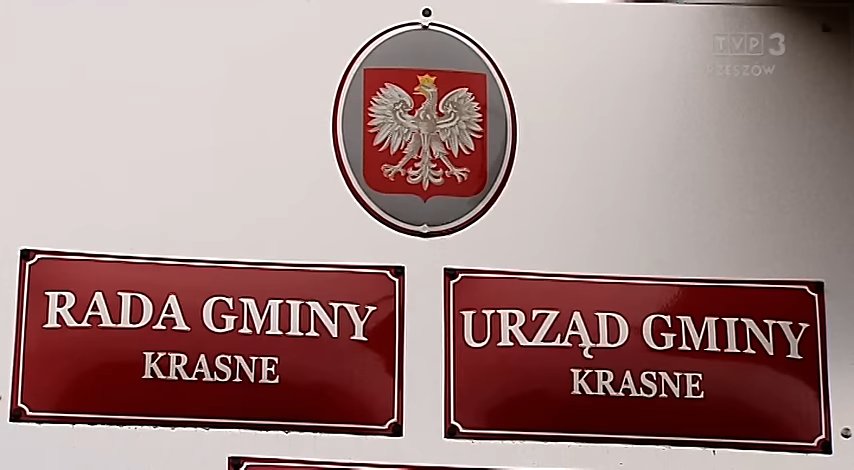 TVP3
RZESZÓW
RADA GMINY
KRASNE
URZĄD GMINY
KRASNE